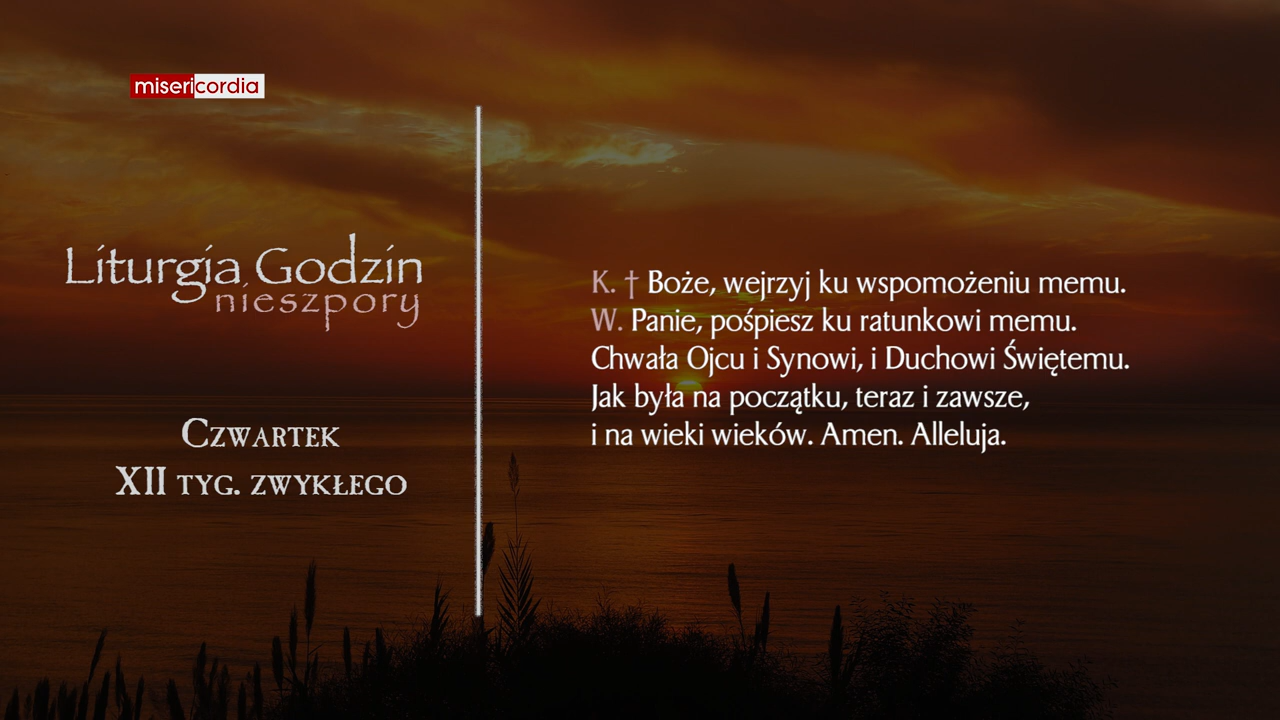 misericordia
Liturgia Godzin
nieszpory
Czwartek
XII tyg. zwykłego
K. † Boże, wejrzyj ku wspomożeniu memu.
W. Panie, pośpiesz ku ratunkowi memu.
Chwała Ojcu i Synowi, i Duchowi Świętemu.
Jak była na początku, teraz i zawsze,
i na wieki wieków. Amen. Alleluja.